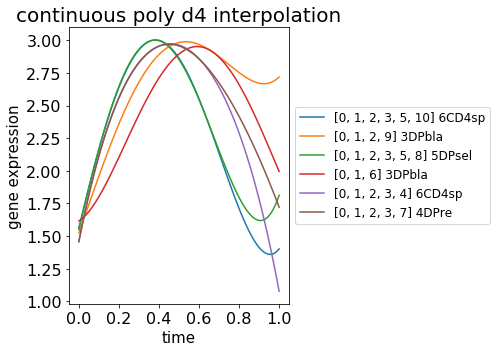 continuous poly d4 interpolation
3.00
2.75
2.50
2.25
2.00
1.75
1.50
1.25
1.00
gene expression
0.0 0.2 0.4 0.6 0.8 1.0
time
[0, 1, 2, 3, 5, 10] 6CD4sp
[0, 1, 2, 9] 3DPbla
[0, 1, 2, 3, 5, 8] 5DPsel
[0, 1, 6] 3DPbla
[0, 1, 2, 3, 4] 6CD4sp
[0, 1, 2, 3, 7] 4DPre